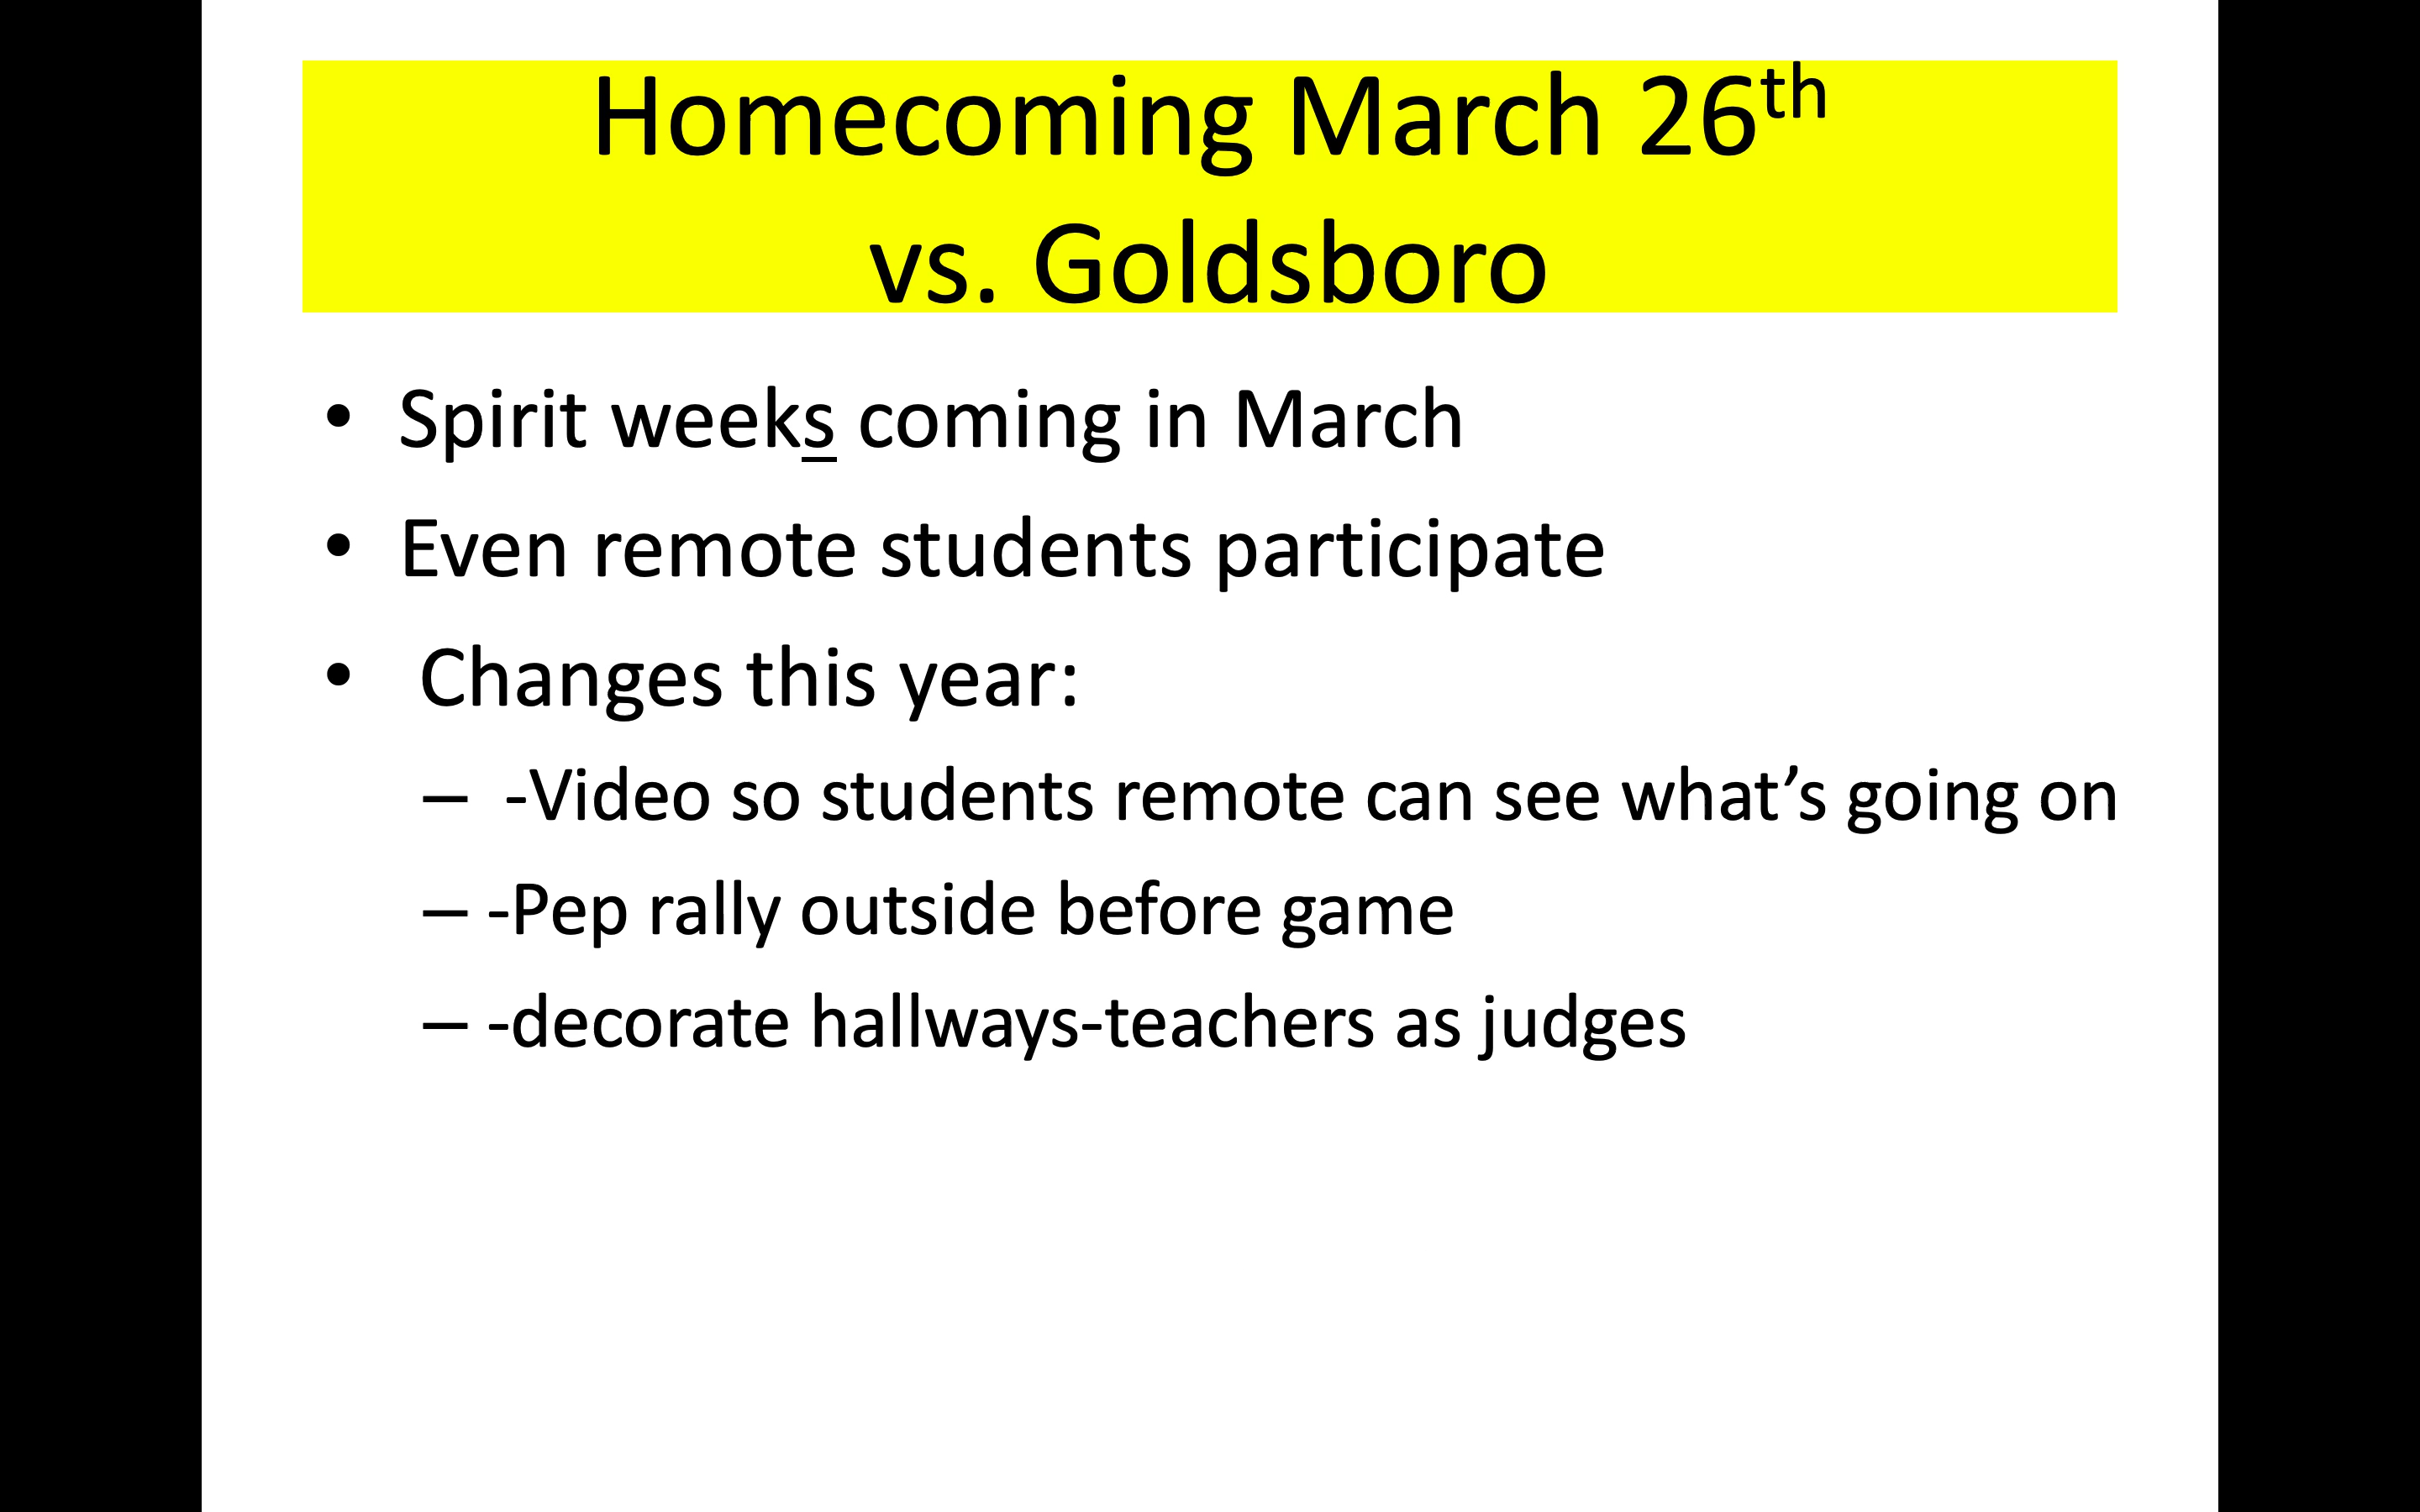 Homecoming March 26th
vs. Goldsboro
• Spirit weeks coming in March
• Even remote students participate
• Changes this year:
– -Video so students remote can see what’s going on
– -Pep rally outside before game
– -decorate hallways-teachers as judges